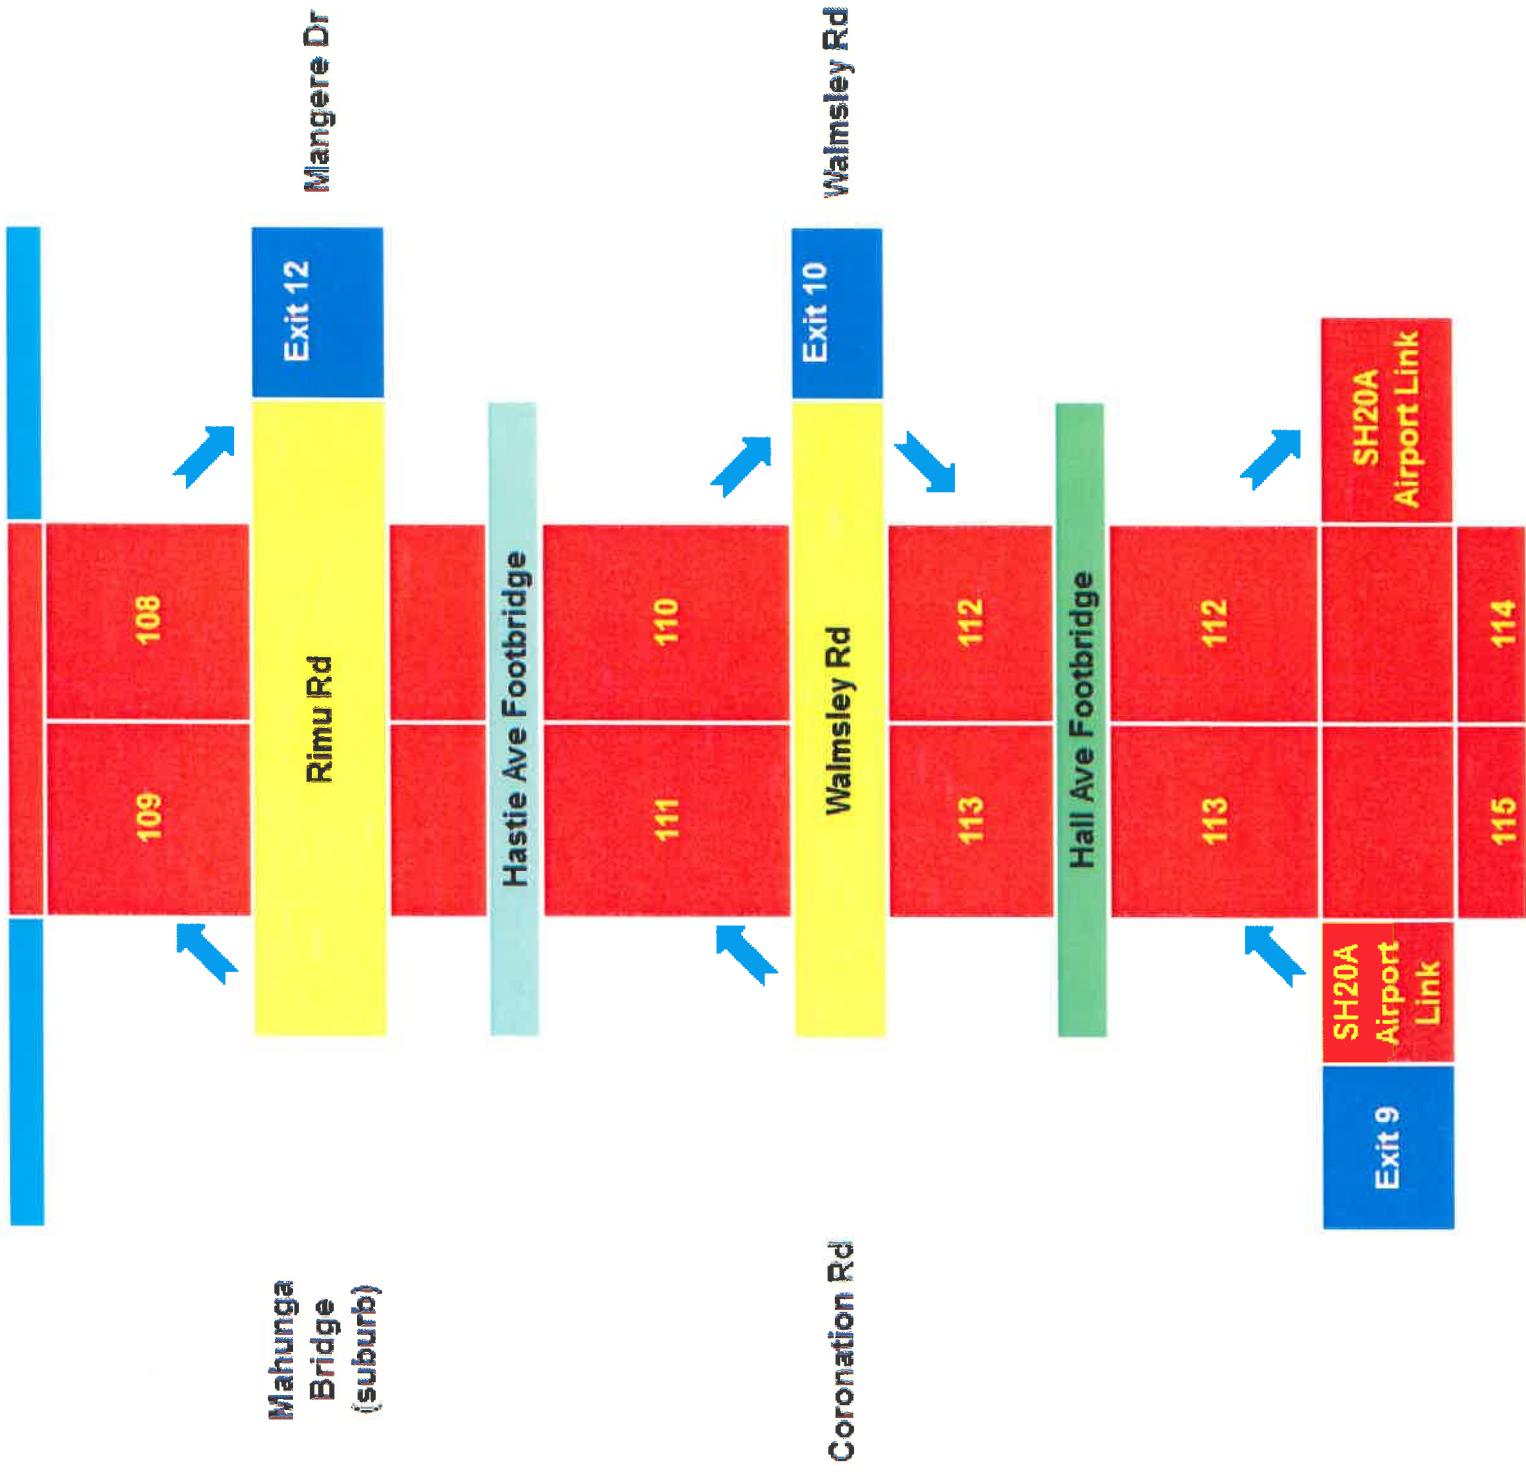 109
108
Mahunga
Bridge
(suburb)
Rimu Rd
Exit 12
Mangere Dr
Hastie Ave Footbridge
111
110
Coronation Rd
Walmsley Rd
Exit 10
Walmsley Rd
113
112
Hall Ave Footbridge
113
112
Exit 9
SH20A
Airport
Link
SH20A
Airport Link
115
114